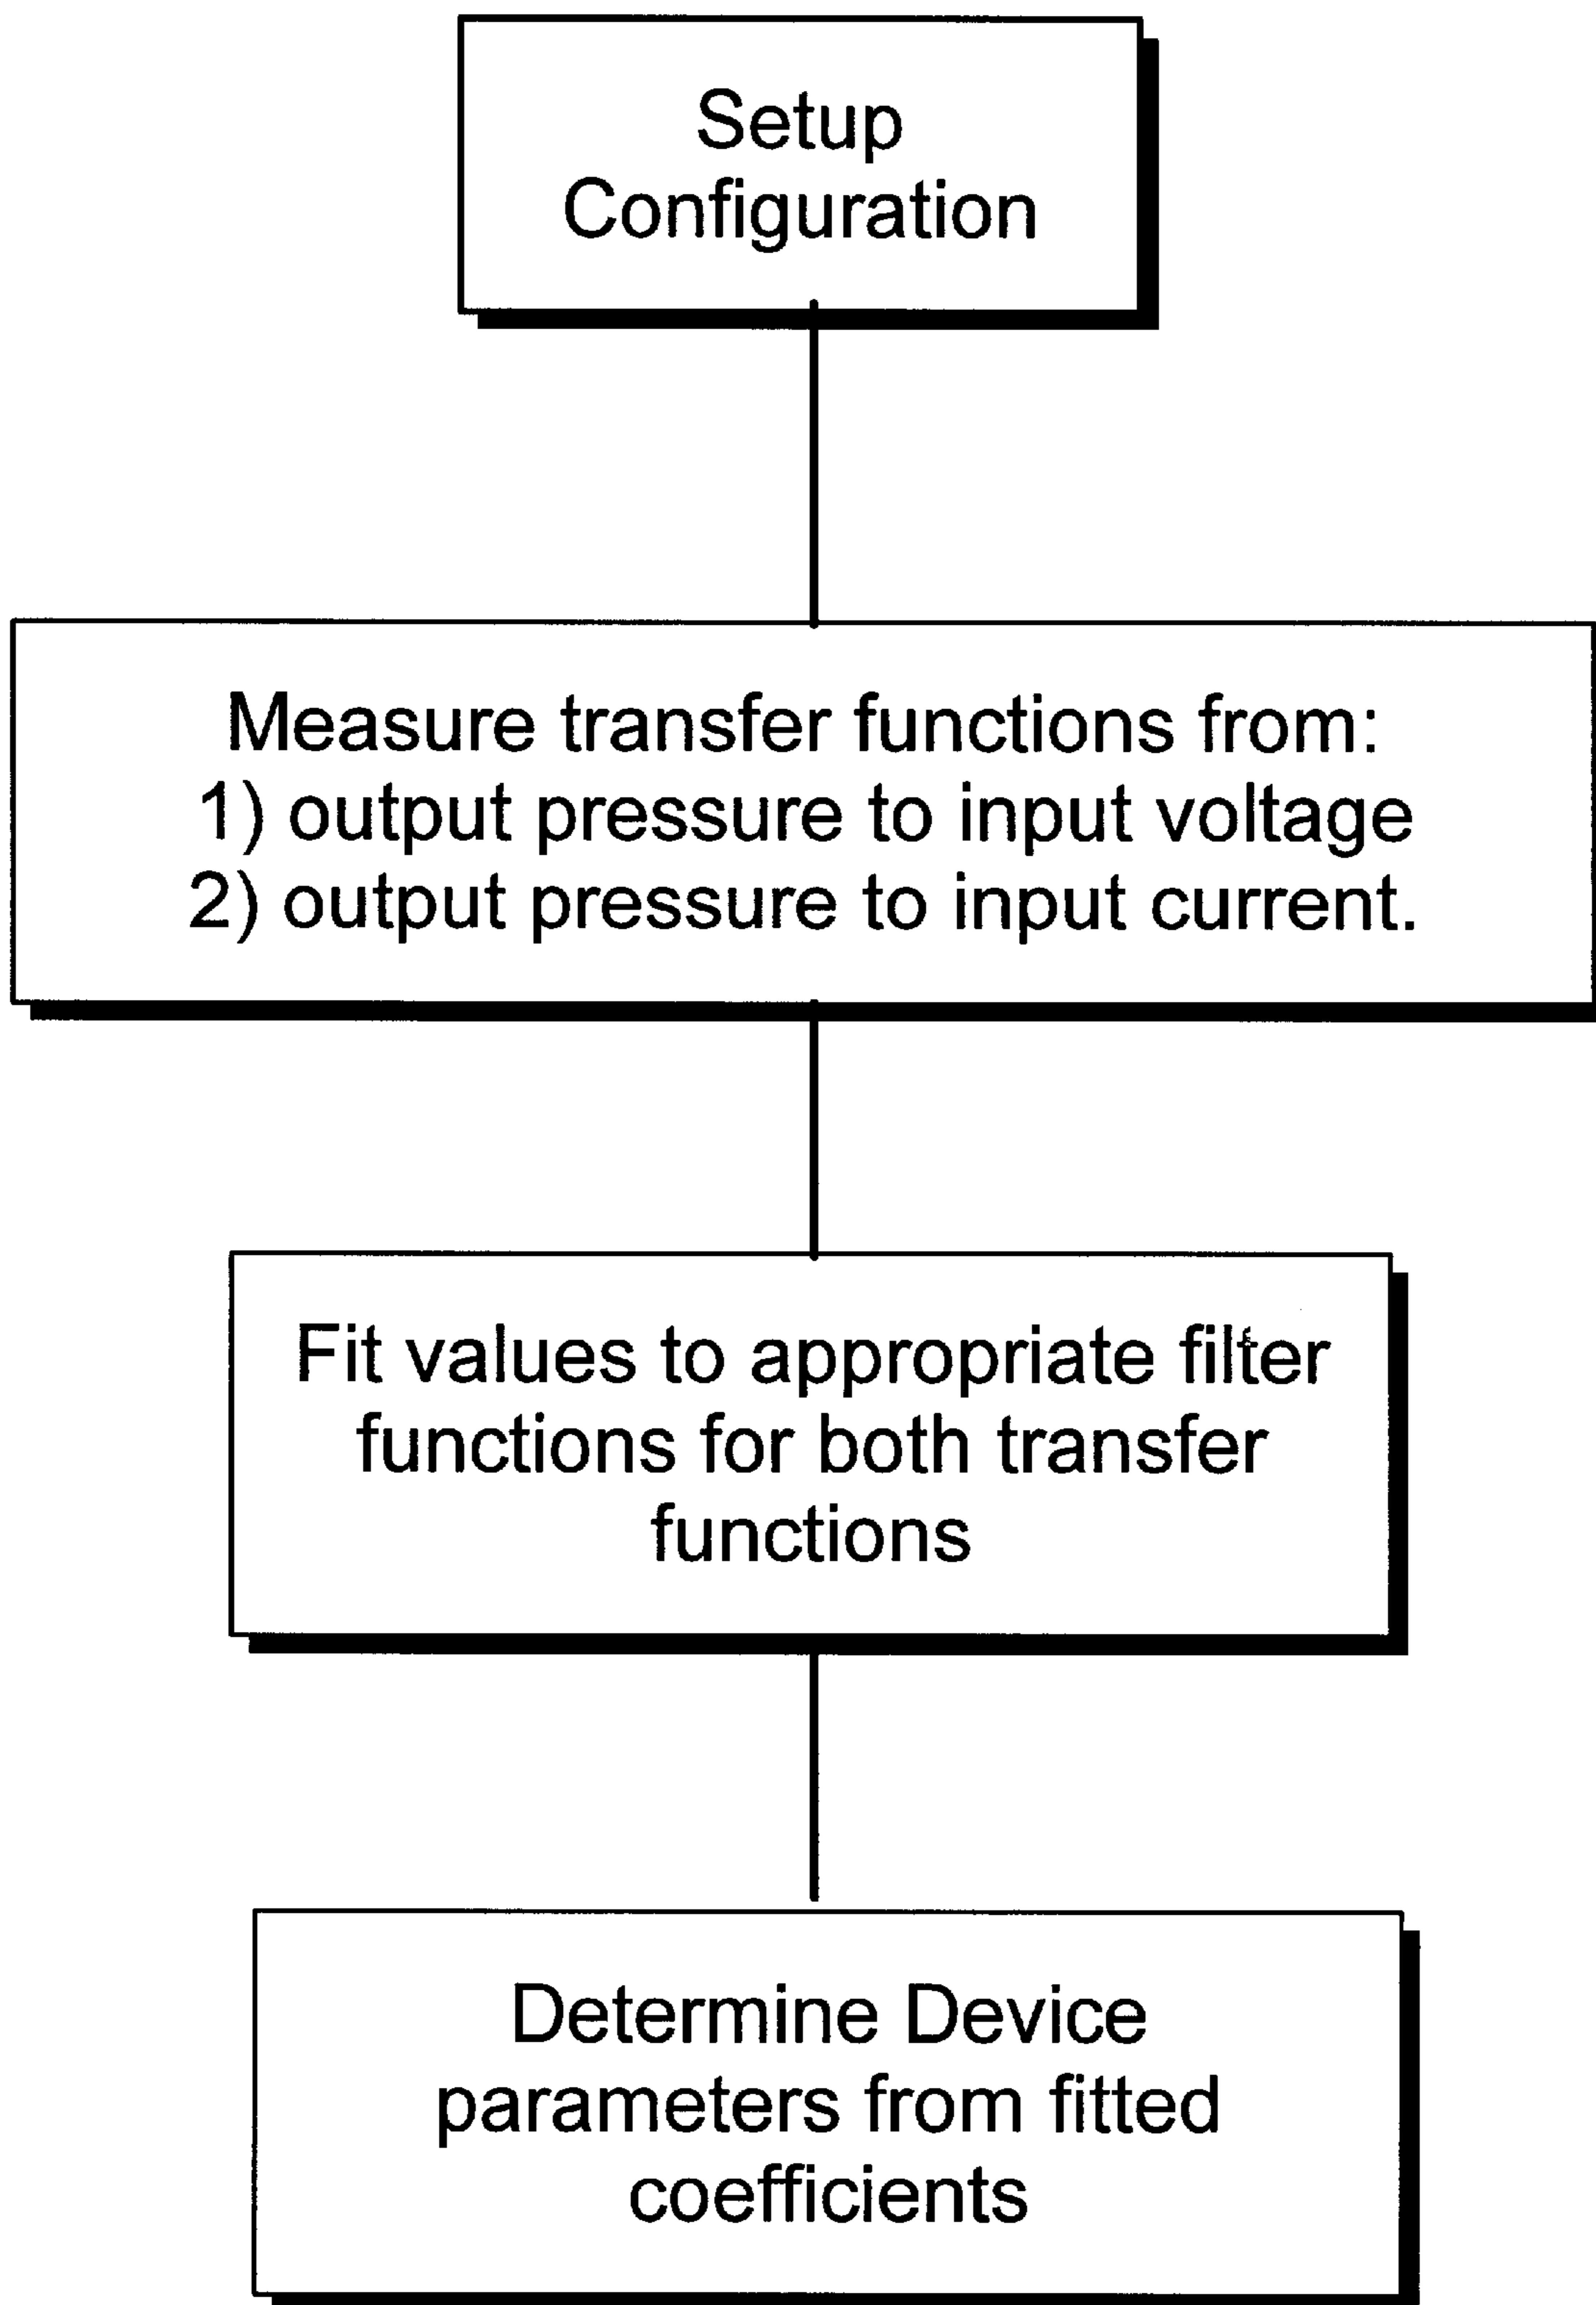 Setup
Configuration
Measure transfer functions from:
1) output pressure to input voltage
2) output pressure to input current.
Fit values to appropriate filter
functions for both transfer
functions
Determine Device
parameters from fitted
coefficients